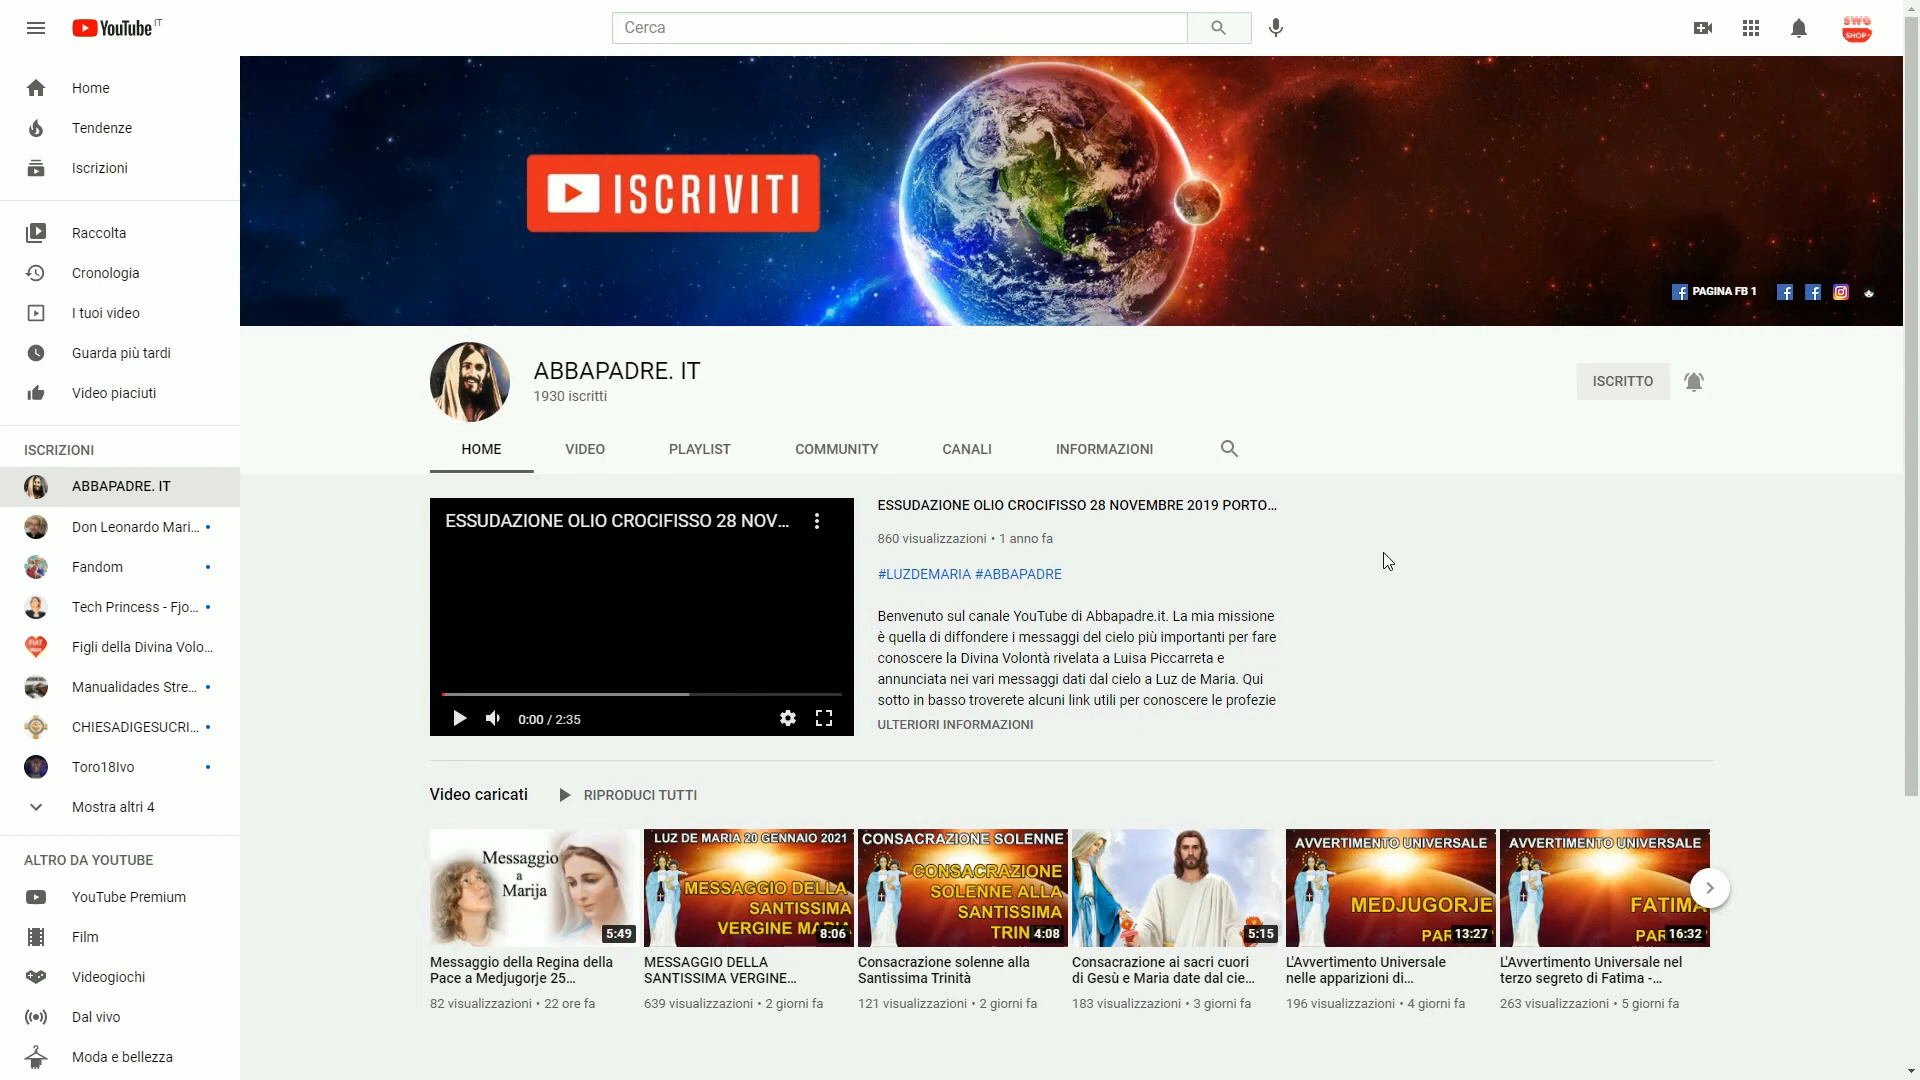 YouTube IT
Cerca
SWG
SHOP
Home
Tendenze
Iscrizioni
Raccolta
Cronologia
I tuoi video
Guarda più tardi
Video piaciuti
ISCRIZIONI
ABBAPADRE. IT
Don Leonardo Mari...
Fandom
Tech Princess - Fjo...
Figli della Divina Volo...
Manualidades Stre...
CHIESADIGESUCRI...
Toro18Ivo
Mostra altri 4
ALTRO DA YOUTUBE
YouTube Premium
Film
Videogiochi
Dal vivo
Moda e bellezza
ISCRIVITI
PAGINA FB 1
ABBAPADRE. IT
1930 iscritti
ISCRITTO
HOME
VIDEO
PLAYLIST
COMMUNITY
CANALI
INFORMAZIONI
ESSUDAZIONE OLIO CROCIFISSO 28 NOV...
0:00 / 2:35
ESSUDAZIONE OLIO CROCIFISSO 28 NOVEMBRE 2019 PORTO...
860 visualizzazioni • 1 anno fa
#LUZDEMARIA #ABBAPADRE
Benvenuto sul canale YouTube di Abbapadre.it. La mia missione
è quella di diffondere i messaggi del cielo più importanti per fare
conoscere la Divina Volontà rivelata a Luisa Piccarreta e
annunciata nei vari messaggi dati dal cielo a Luz de Maria. Qui
sotto in basso troverete alcuni link utili per conoscere le profezie
ULTERIORI INFORMAZIONI
Video caricati
RIPRODUCI TUTTI
Messaggio
a
Marija
5:49
Messaggio della Regina della
Pace a Medjugorje 25...
82 visualizzazioni • 22 ore fa
LUZ DE MARIA 20 GENNAIO 2021
MESSAGGIO DELLA
SANTISSIMA
VERGINE MARIA
8:06
MESSAGGIO DELLA
SANTISSIMA VERGINE...
639 visualizzazioni • 2 giorni fa
CONSACRAZIONE SOLENNE
CONSACRAZIONE
SOLENNE ALLA
SANTISSIMA
TRIN
4:08
Consacrazione solenne alla
Santissima Trinità
121 visualizzazioni • 2 giorni fa
5:15
Consacrazione ai sacri cuori
di Gesù e Maria date dal cie...
183 visualizzazioni • 3 giorni fa
AVVERTIMENTO UNIVERSALE
MEDJUGORJE
PAR
13:27
L'Avvertimento Universale
nelle apparizioni di...
196 visualizzazioni • 4 giorni fa
AVVERTIMENTO UNIVERSALE
FATIMA
PAR
16:32
L'Avvertimento Universale nel
terzo segreto di Fatima -...
263 visualizzazioni • 5 giorni fa